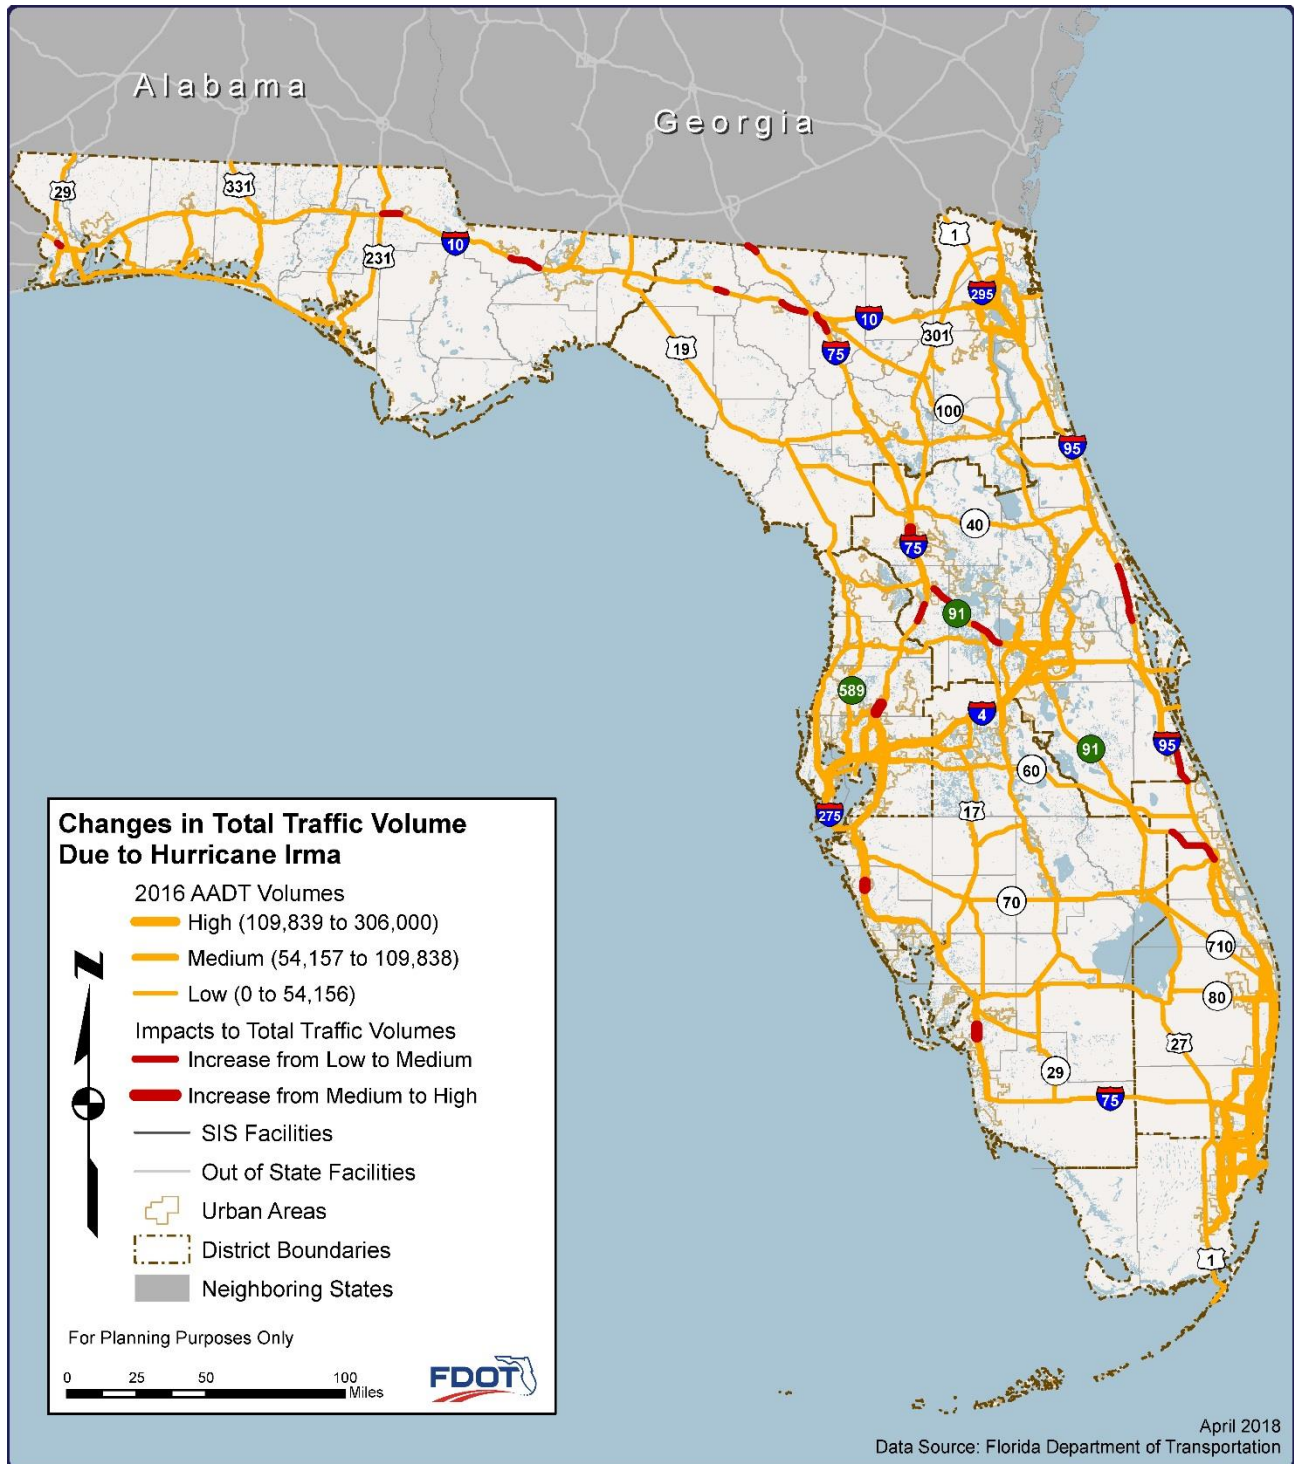 Alabama
Georgia
29
331
1
10
231
295
10
301
19
75
100
95
40
75
91
589
4
91
95
60
275
17
70
710
80
27
29
75
1
Changes in Total Traffic Volume
Due to Hurricane Irma
2016 AADT Volumes
High (109,839 to 306,000)
Medium (54,157 to 109,838)
Low (0 to 54,156)
Impacts to Total Traffic Volumes
Increase from Low to Medium
Increase from Medium to High
SIS Facilities
Out of State Facilities
Urban Areas
District Boundaries
Neighboring States
N
For Planning Purposes Only
0 25 50 100
Miles
FDOT
April 2018
Data Source: Florida Department of Transportation